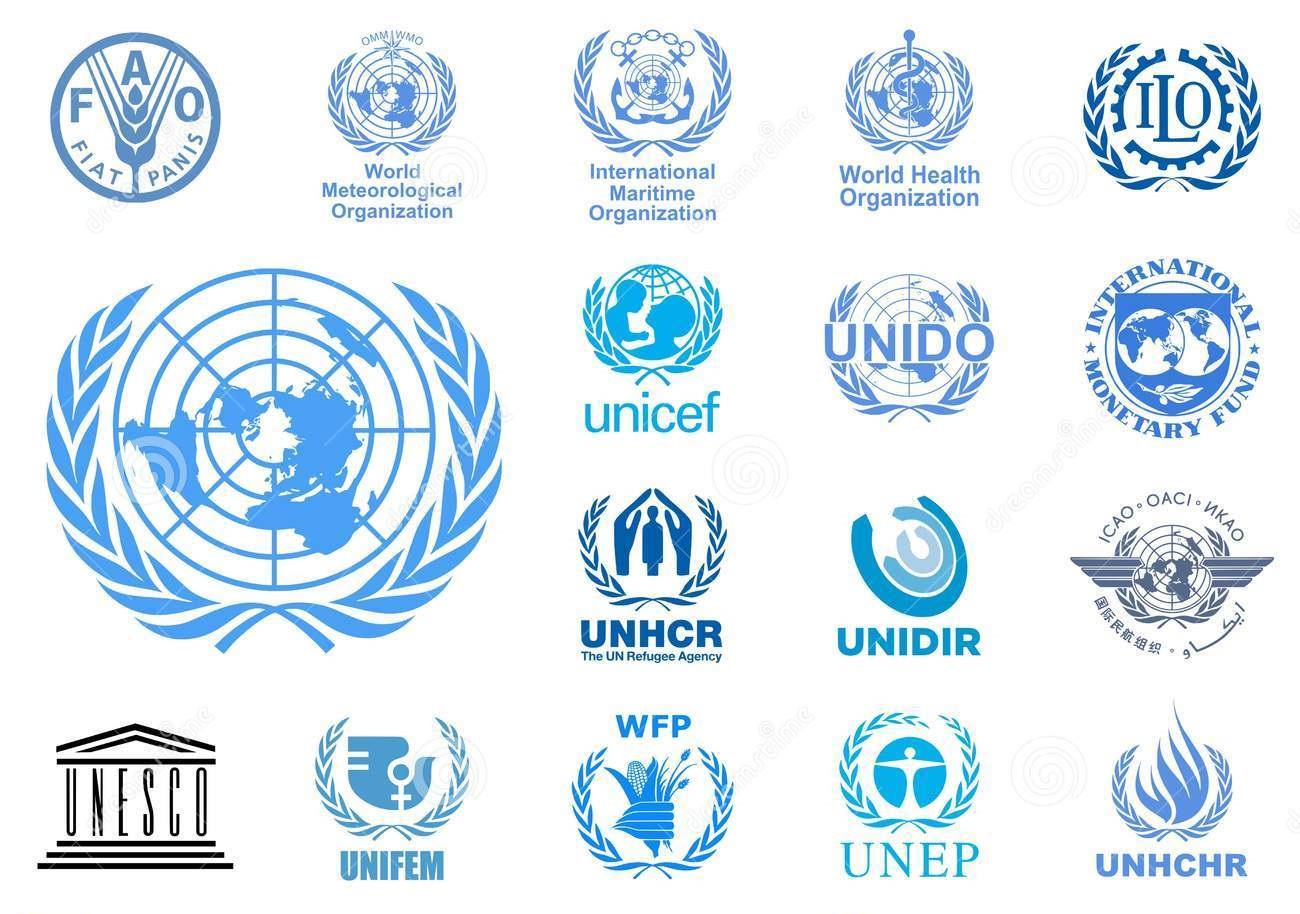 FAO
FIAT PANIS
OMM WMO
World
Meteorological
Organization
International
Maritime
Organization
World Health
Organization
ILO
unicef
UNIDO
INTERNATIONAL
MONETARY FUND
UNHCR
The UN Refugee Agency
UNIDIR
ICAO OACI ИКАО
国际民航组织
ايكاو
UNESCO
UNIFEM
WFP
UNEP
UNHCHR
dreamstime